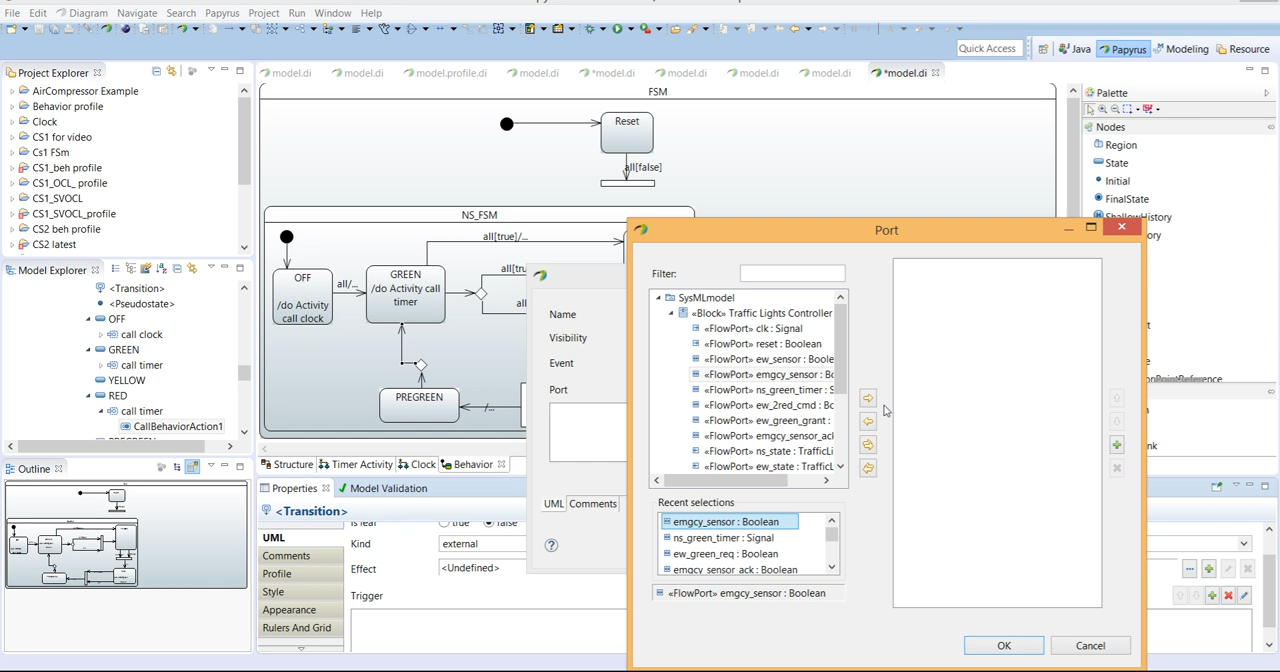 File Edit Diagram Navigate Search Papyrus Project Run Window Help
Quick Access Java Papyrus Modeling Resource
Project Explorer
AirCompressor Example
Behavior profile
Clock
CS1 for video
Cs1 FSm
CS1_beh profile
CS1_OCL_ profile
CS1_SVOCL
CS1_SVOCL_profile
CS2 beh profile
CS2 latest
Model Explorer
<Transition>
<Pseudostate>
OFF
call clock
GREEN
call timer
YELLOW
RED
call timer
CallBehaviorAction1
Outline
model.di model.di model.profile.di model.di *model.di model.di model.di model.di *model.di
FSM
Reset
all[false]
NS_FSM
all[true]/...
OFF
/do Activity
call clock
all/...
GREEN
/do Activity call
timer
PREGREEN
/...
Structure Timer Activity Clock Behavior
Properties Model Validation
<Transition>
UML
Comments
Profile
Style
Appearance
Rulers And Grid
true false
Kind external
Effect <Undefined>
Trigger
Name
Visibility
Event
Port
UML Comments
Port
Filter:
SysMLmodel
«Block» Traffic Lights Controller
«FlowPort» clk : Signal
«FlowPort» reset : Boolean
«FlowPort» ew_sensor : Boole
«FlowPort» emgcy_sensor : Bo
«FlowPort» ns_green_timer : S
«FlowPort» ew_2red_cmd : Bo
«FlowPort» ew_green_grant :
«FlowPort» emgcy_sensor_ack
«FlowPort» ns_state : TrafficLi
«FlowPort» ew_state : TrafficL
Recent selections
emgcy_sensor : Boolean
ns_green_timer : Signal
ew_green_req : Boolean
emgcy_sensor_ack : Boolean
«FlowPort» emgcy_sensor : Boolean
OK Cancel
Palette
Nodes
Region
State
Initial
FinalState
ShallowHistory